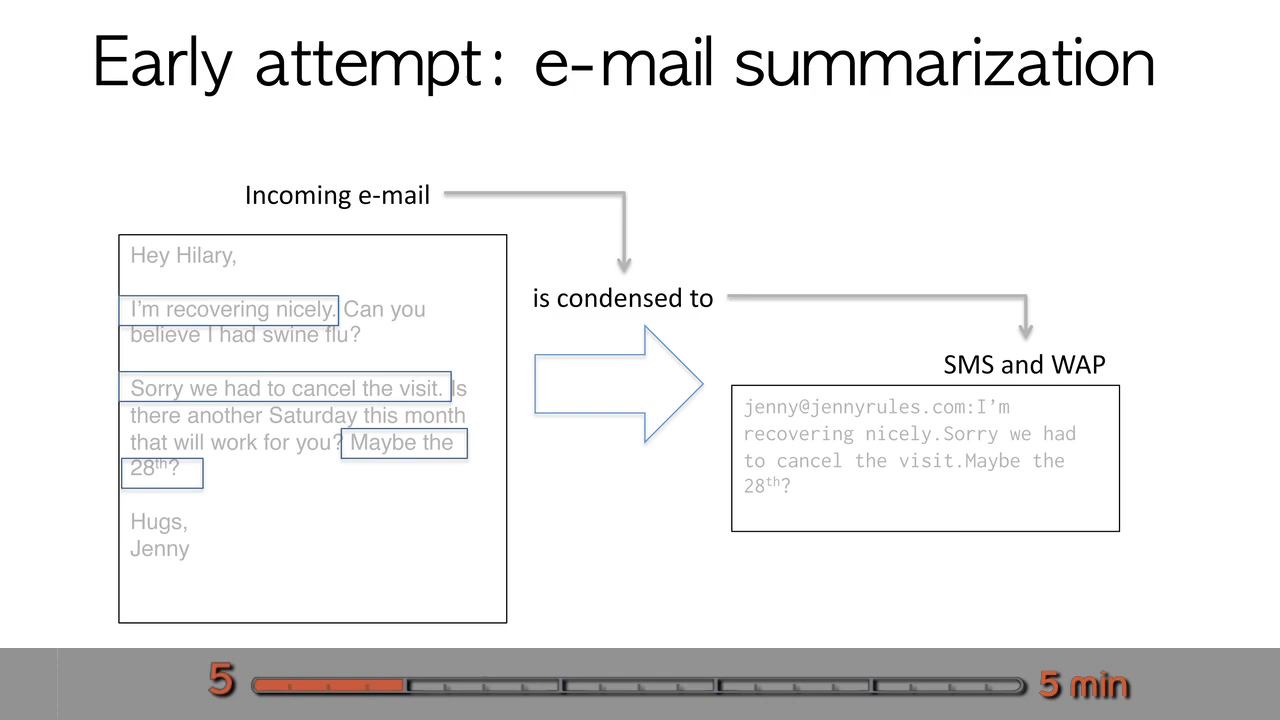 Early attempt: e-mail summarization
Incoming e-mail
Hey Hilary,
I'm recovering nicely. Can you
believe I had swine flu?
Sorry we had to cancel the visit. Is
there another Saturday this month
that will work for you? Maybe the
28th?
Hugs,
Jenny
is condensed to
SMS and WAP
jenny@jennyrules.com:I'm
recovering nicely.Sorry we had
to cancel the visit.Maybe the
28th?
5
5 min